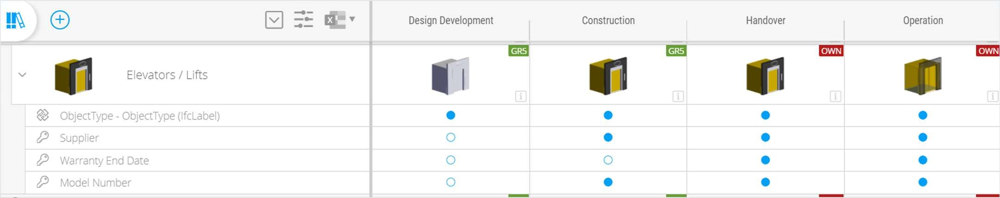 X
Design Development Construction Handover Operation
GR5 GR5 OWN OWN
Elevators / Lifts
i i i i
ObjectType - ObjectType (IfcLabel)
Supplier
Warranty End Date
Model Number